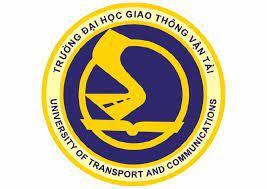 TRƯỜNG ĐẠI HỌC GIAO THÔNG VẬN TẢI
UNIVERSITY OF TRANSPORT AND COMMUNICATIONS